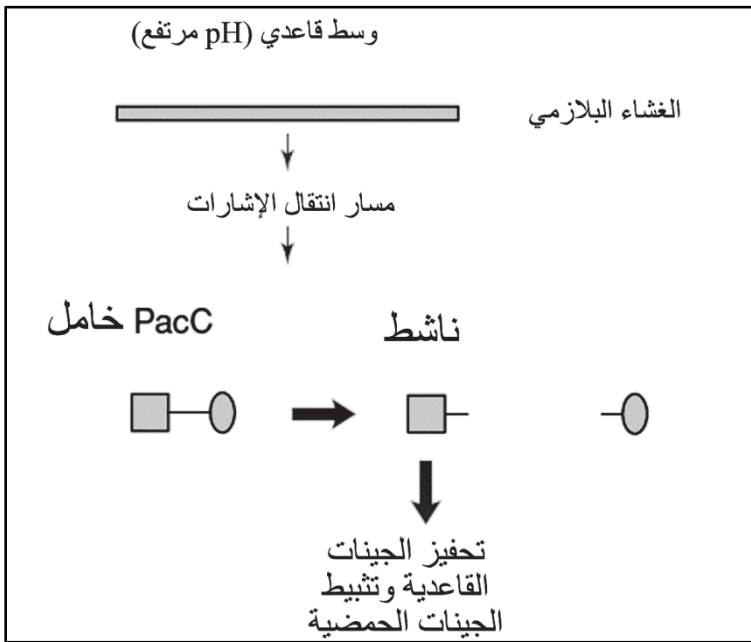 وسط قاعدي (pH مرتفع)
الغشاء البلازمي
مسار انتقال الإشارات
PacC خامل
ناشط
تحفيز الجينات
القاعدية وتثبيط
الجينات الحمضية